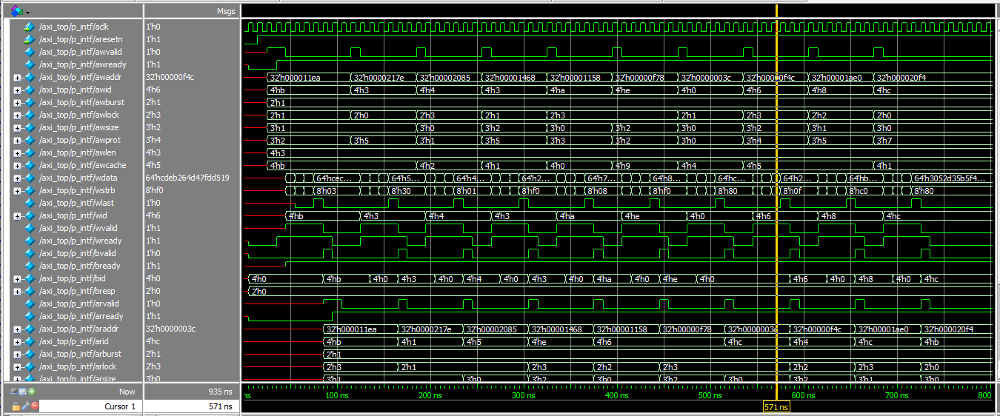 Msgs
/axi_top/p_intf/aclk 1'h0
/axi_top/p_intf/aresetn 1'h1
/axi_top/p_intf/awvalid 1'h0
/axi_top/p_intf/awready 1'h1
/axi_top/p_intf/awaddr 32'h00000f4c 32'h000011ea 32'h0000217e 32'h00002085 32'h00001468 32'h00001158 32'h00000f78 32'h0000003c 32'h00000f4c 32'h00001ae0 32'h000020f4
/axi_top/p_intf/awid 4'h6 4'hb 4'h3 4'h4 4'h3 4'ha 4'he 4'h0 4'h6 4'h8 4'hc
/axi_top/p_intf/awburst 2'h1 2'h1
/axi_top/p_intf/awlock 2'h3 2'h1 2'h0 2'h3 2'h1 2'h3 2'h1 2'h3 2'h2 2'h0
/axi_top/p_intf/awsize 3'h2 3'h1 3'h0 3'h2 3'h0 3'h2 3'h0 3'h2 3'h1 3'h0
/axi_top/p_intf/awprot 3'h4 3'h2 3'h5 3'h1 3'h5 3'h3 3'h2 3'h0 3'h4 3'h5 3'h7
/axi_top/p_intf/awlen 4'h3 4'h3
/axi_top/p_intf/awcache 4'h5 4'hb 4'h2 4'h1 4'h0 4'h9 4'h4 4'h5 4'h1
/axi_top/p_intf/wdata 64'hcdeb264d47fdd519 64'hcec... 64'h5... 64'h4... 64'h2... 64'h7... 64'h8... 64'hc... 64'h2... 64'hb... 64'h3052d35b5f4...
/axi_top/p_intf/wstrb 8'hf0 8'h03 8'h30 8'h01 8'hf0 8'h08 8'hf0 8'h80 8'h0f 8'hc0 8'h80
/axi_top/p_intf/wlast 1'h0
/axi_top/p_intf/wid 4'h6 4'hb 4'h3 4'h4 4'h3 4'ha 4'he 4'h0 4'h6 4'h8 4'hc
/axi_top/p_intf/wvalid 1'h1
/axi_top/p_intf/wready 1'h1
/axi_top/p_intf/bvalid 1'h0
/axi_top/p_intf/bready 1'h1
/axi_top/p_intf/bid 4'h0 4'h0 4'hb 4'h0 4'h3 4'h0 4'h4 4'h0 4'h3 4'h0 4'ha 4'h0 4'he 4'h0 4'h6 4'h0 4'h8 4'h0 4'hc
/axi_top/p_intf/bresp 2'h0 2'h0
/axi_top/p_intf/arvalid 1'h0
/axi_top/p_intf/arready 1'h1
/axi_top/p_intf/araddr 32'h0000003c 32'h000011ea 32'h0000217e 32'h00002085 32'h00001468 32'h00001158 32'h00000f78 32'h0000003c 32'h00000f4c 32'h00001ae0 32'h000020f4
/axi_top/p_intf/arid 4'hc 4'hb 4'h1 4'h5 4'he 4'h6 4'hc 4'h4 4'hc 4'hb
/axi_top/p_intf/arburst 2'h1 2'h1
/axi_top/p_intf/arlock 2'h3 2'h3 2'h1 2'h3 2'h2 2'h3 2'h2 2'h3 2'h0
/axi_top/p_intf/arsize 3'h0 3'h1 3'h0 3'h2 3'h0 3'h2 3'h0 3'h2 3'h1 3'h0
Now 935 ns ns 100 ns 200 ns 300 ns 400 ns 500 ns 600 ns 700 ns 800
Cursor 1 571 ns 571 ns